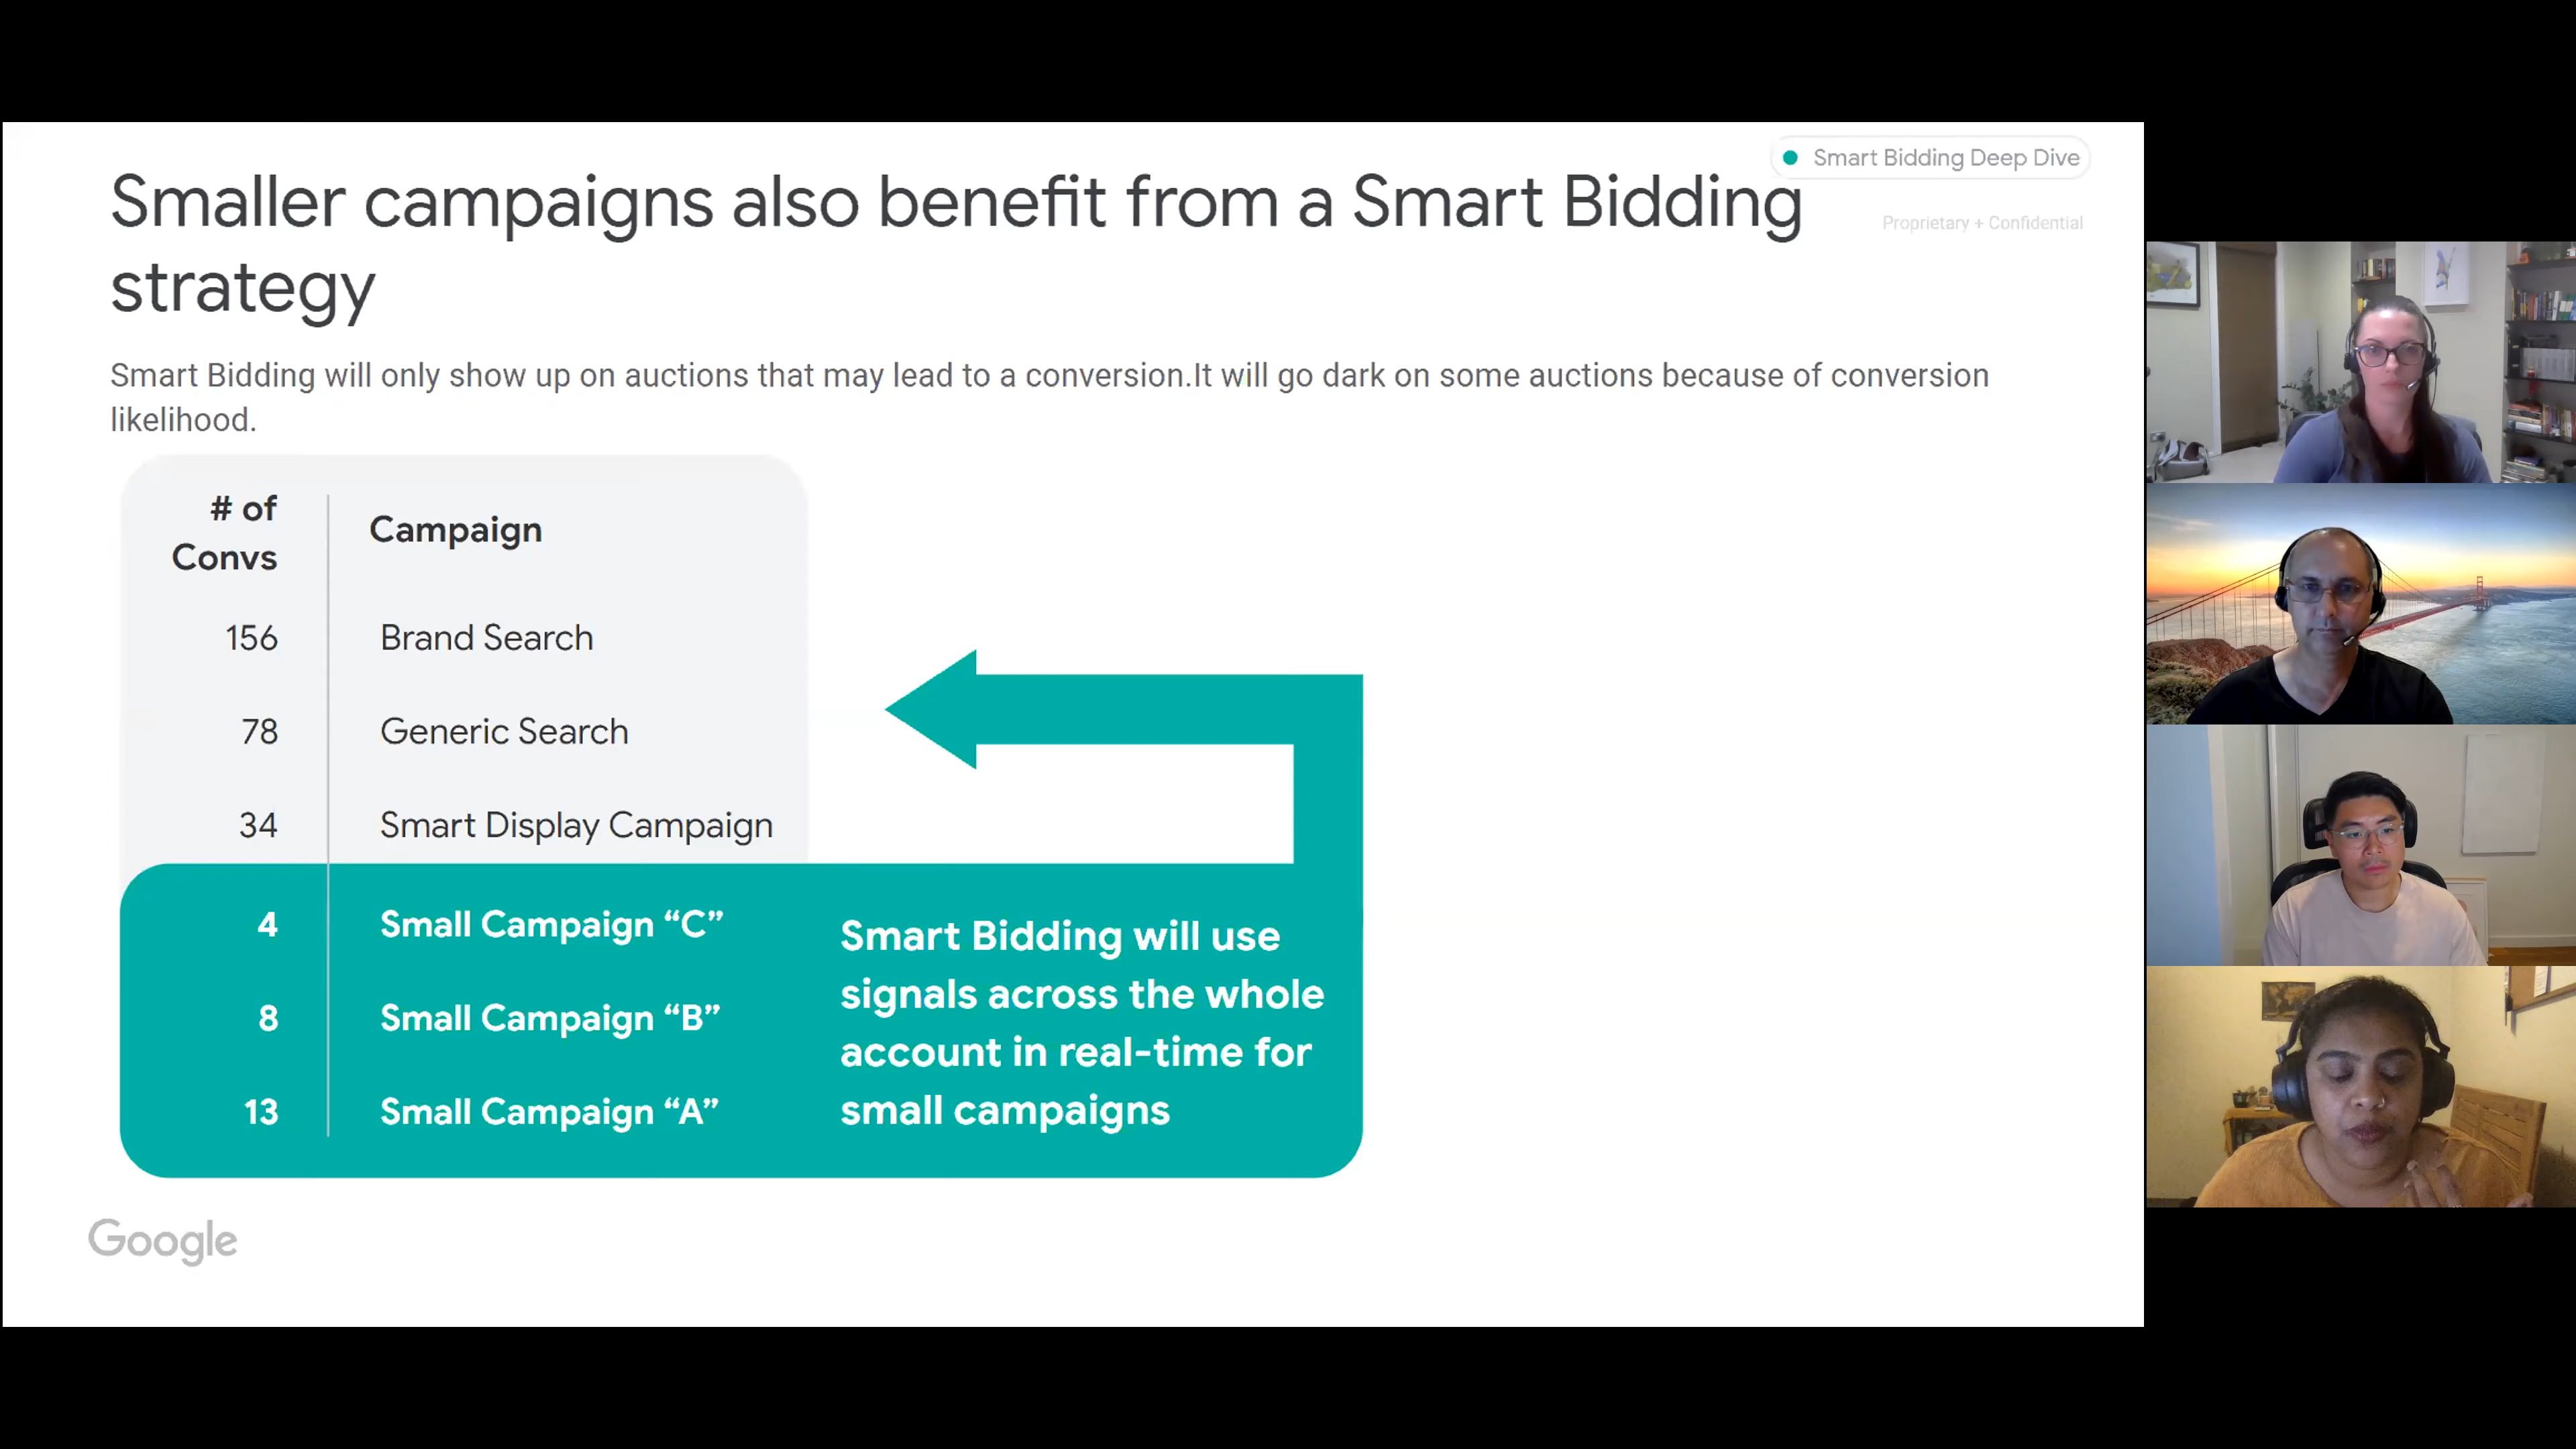 Smart Bidding Deep Dive
Smaller campaigns also benefit from a Smart Bidding
strategy
Proprietary + Confidential
Smart Bidding will only show up on auctions that may lead to a conversion.It will go dark on some auctions because of conversion
likelihood.
# of
Convs
Campaign
156 Brand Search
78 Generic Search
34 Smart Display Campaign
4 Small Campaign “C”
8 Small Campaign “B”
13 Small Campaign “A”
Smart Bidding will use
signals across the whole
account in real-time for
small campaigns
Google